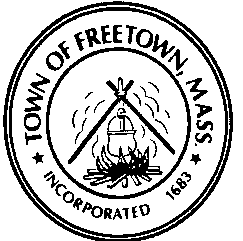 TOWN OF FREETOWN, MASS.
INCORPORATED 1683